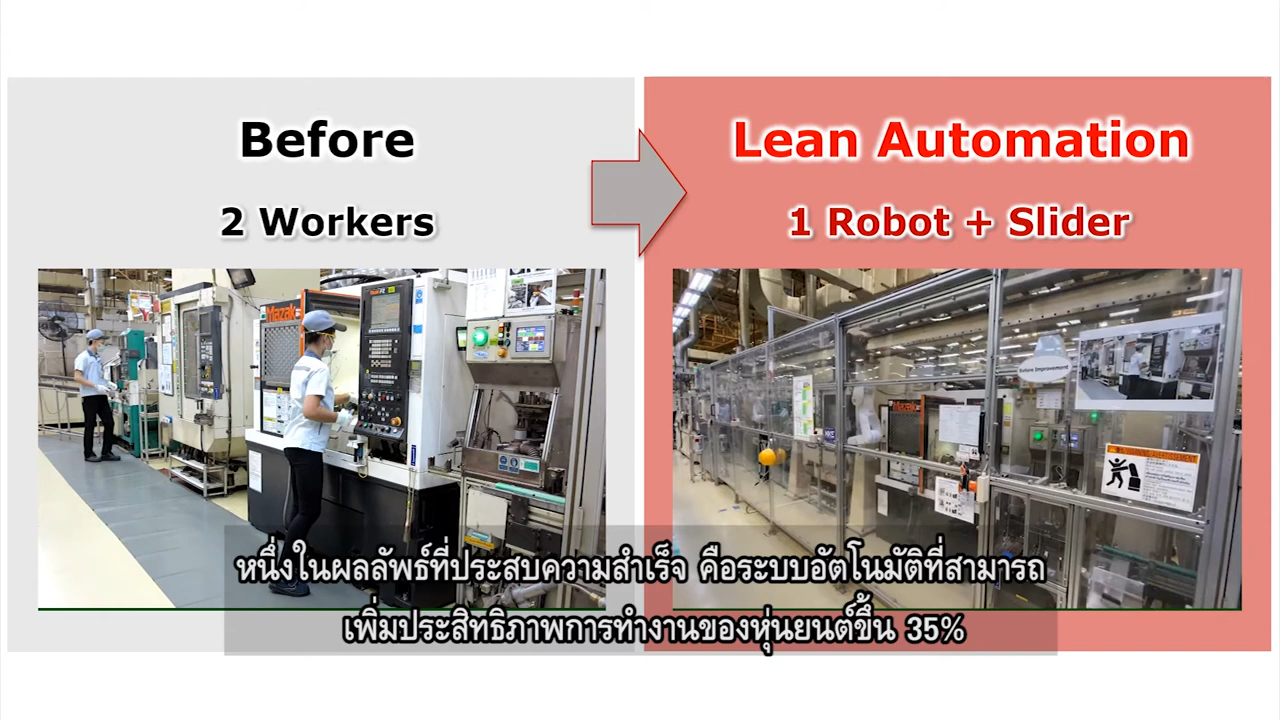 Before
Lean Automation
2 Workers
1 Robot + Slider
Mazak
Mazak
Before Improvement
หนึ่งในผลลัพธ์ที่ประสบความสำเร็จ คือระบบอัตโนมัติที่สามารถ
เพิ่มประสิทธิภาพการทำงานของหุ่นยนต์ขึ้น 35%